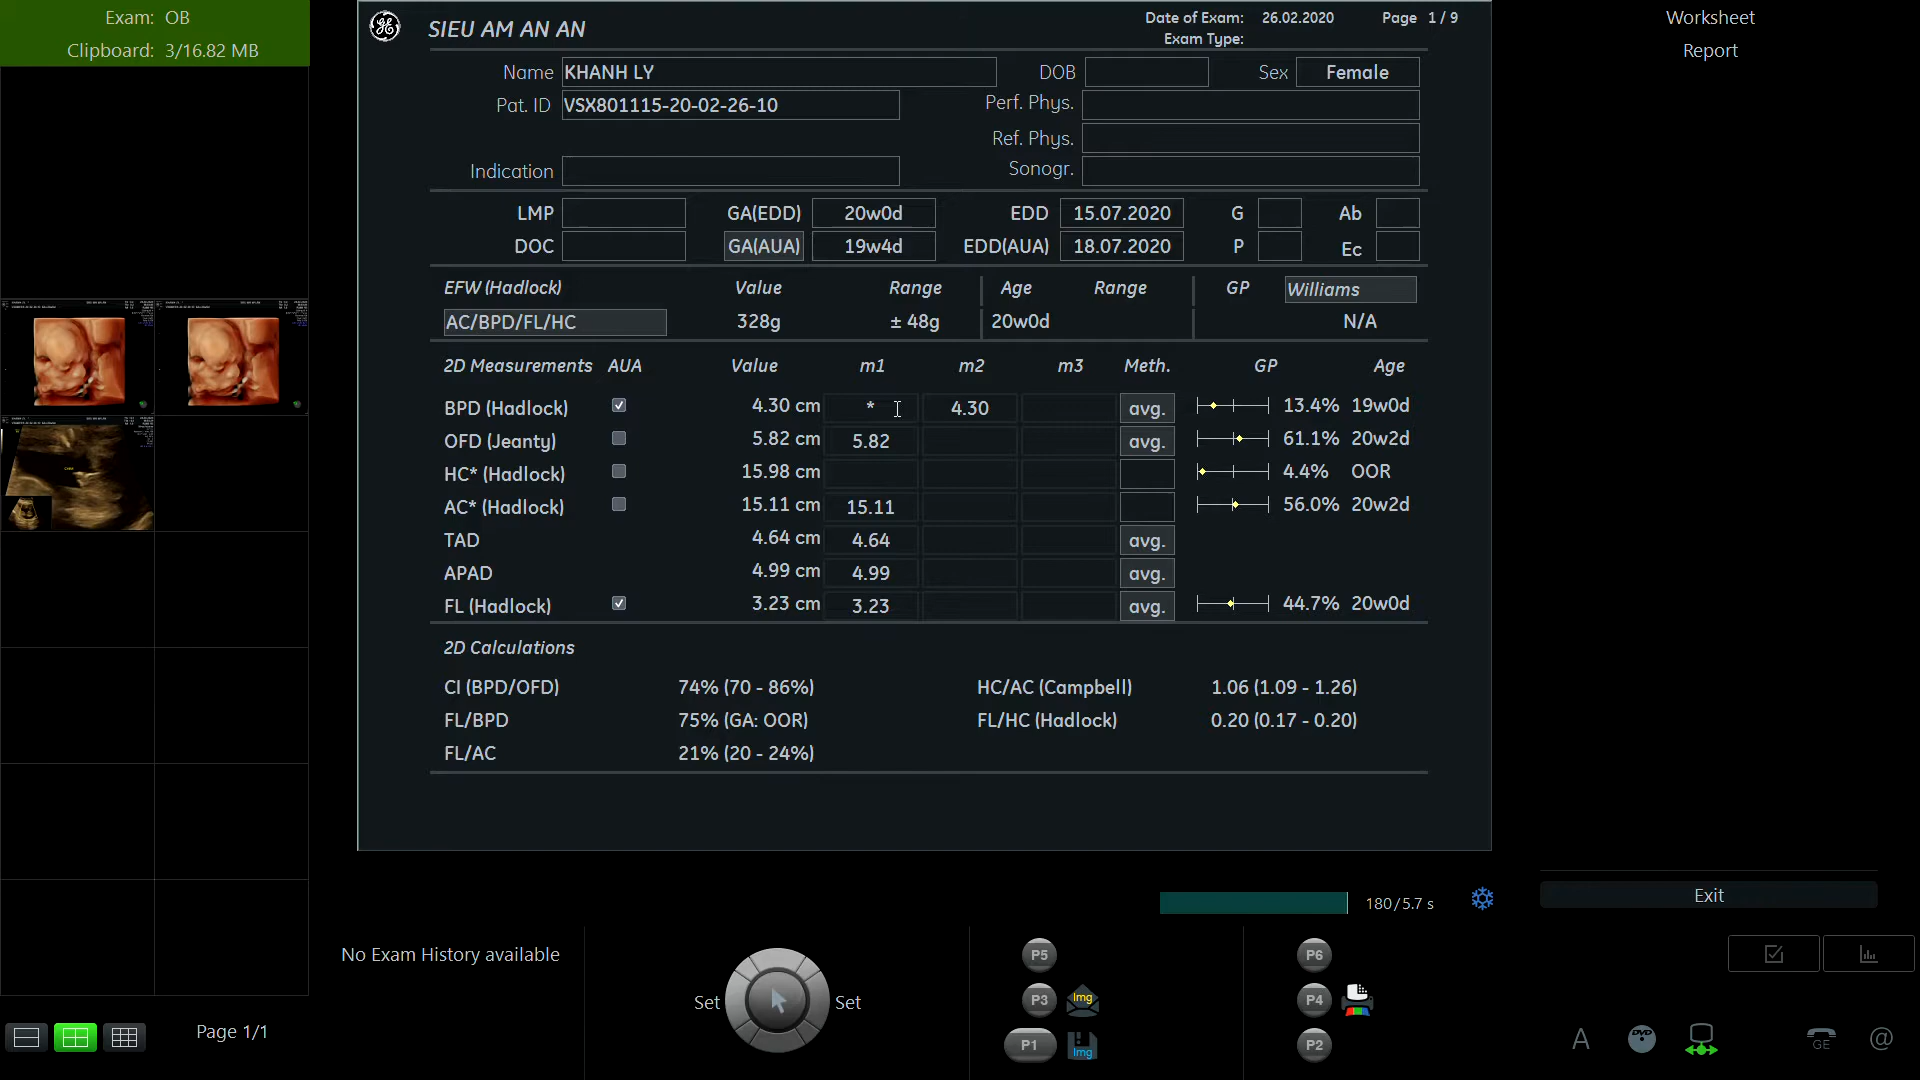 Exam: OB
Clipboard: 3/16.82 MB
SIEU AM AN AN
Date of Exam: 26.02.2020 Page 1 / 9
Exam Type:
Name KHANH LY DOB Sex Female
Pat. ID VSX801115-20-02-26-10 Perf. Phys.
Ref. Phys.
Indication Sonogr.
LMP GA(EDD) 20w0d EDD 15.07.2020 G Ab
DOC GA(AUA) 19w4d EDD(AUA) 18.07.2020 P Ec
EFW (Hadlock) Value Range Age Range GP Williams
AC/BPD/FL/HC 328g ± 48g 20w0d N/A
2D Measurements AUA Value m1 m2 m3 Meth. GP Age
BPD (Hadlock) 4.30 cm * 4.30 avg. 13.4% 19w0d
OFD (Jeanty) 5.82 cm 5.82 avg. 61.1% 20w2d
HC* (Hadlock) 15.98 cm 4.4% OOR
AC* (Hadlock) 15.11 cm 15.11 56.0% 20w2d
TAD 4.64 cm 4.64 avg.
APAD 4.99 cm 4.99 avg.
FL (Hadlock) 3.23 cm 3.23 avg. 44.7% 20w0d
2D Calculations
CI (BPD/OFD) 74% (70 - 86%) HC/AC (Campbell) 1.06 (1.09 - 1.26)
FL/BPD 75% (GA: OOR) FL/HC (Hadlock) 0.20 (0.17 - 0.20)
FL/AC 21% (20 - 24%)
Worksheet
Report
180/5.7 s
Exit
No Exam History available
Set Set
P5 P6
P3 Img P4
P1 Img P2
Page 1/1
A DVD GE @